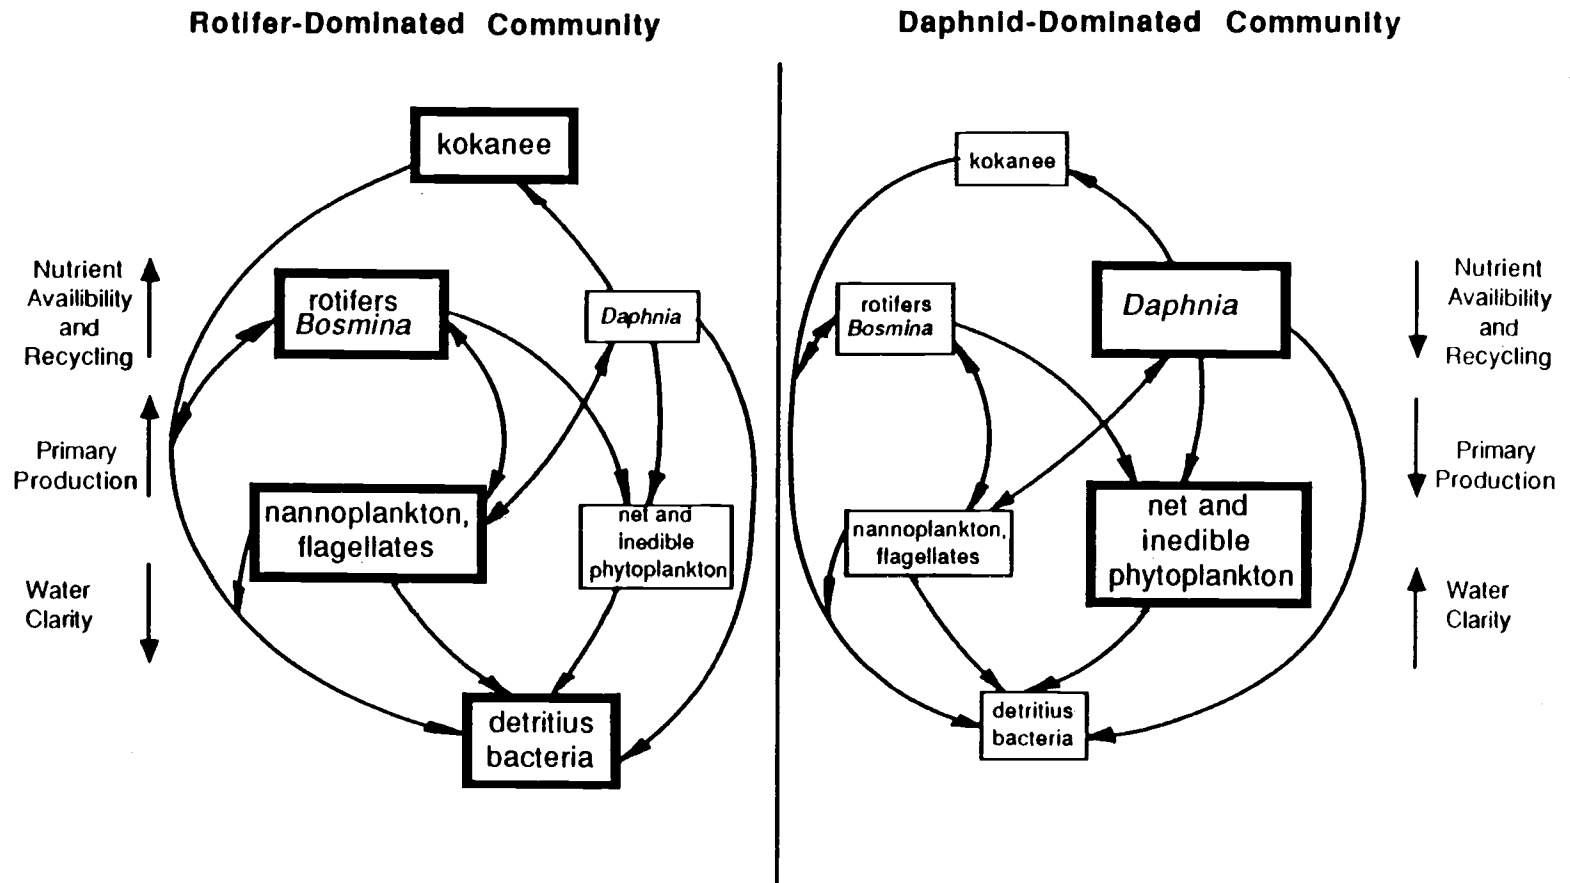 Rotifer-Dominated Community
kokanee
Nutrient
Availibility
and
Recycling
rotifers
Bosmina
Daphnia
Primary
Production
nannoplankton,
flagellates
net and
inedible
phytoplankton
Water
Clarity
detritius
bacteria
Daphnid-Dominated Community
kokanee
rotifers
Bosmina
Daphnia
Nutrient
Availibility
and
Recycling
Primary
Production
nannoplankton,
flagellates
net and
inedible
phytoplankton
Water
Clarity
detritius
bacteria